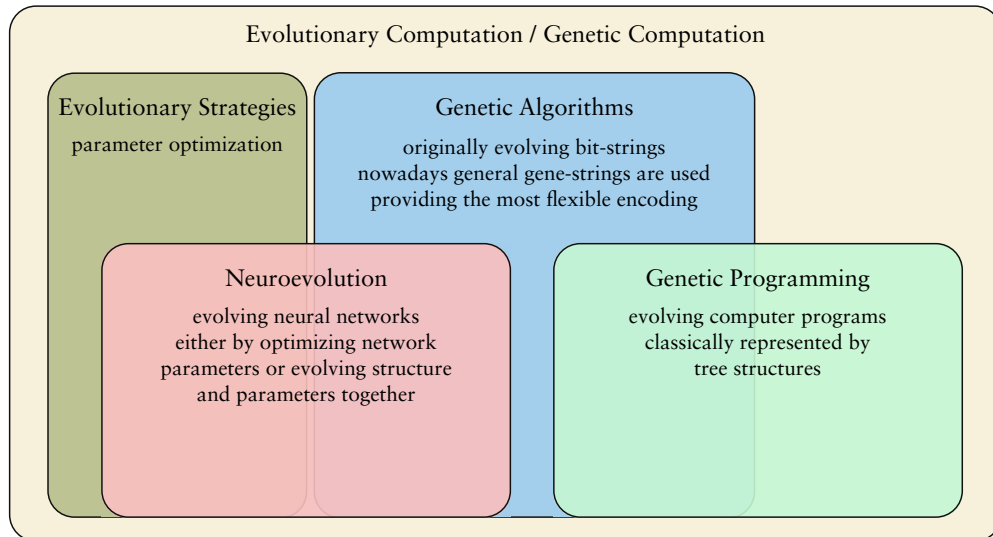 Evolutionary Computation / Genetic Computation
Evolutionary Strategies
parameter optimization
Genetic Algorithms
originally evolving bit-strings
nowadays general gene-strings are used
providing the most flexible encoding
Neuroevolution
evolving neural networks
either by optimizing network
parameters or evolving structure
and parameters together
Genetic Programming
evolving computer programs
classically represented by
tree structures